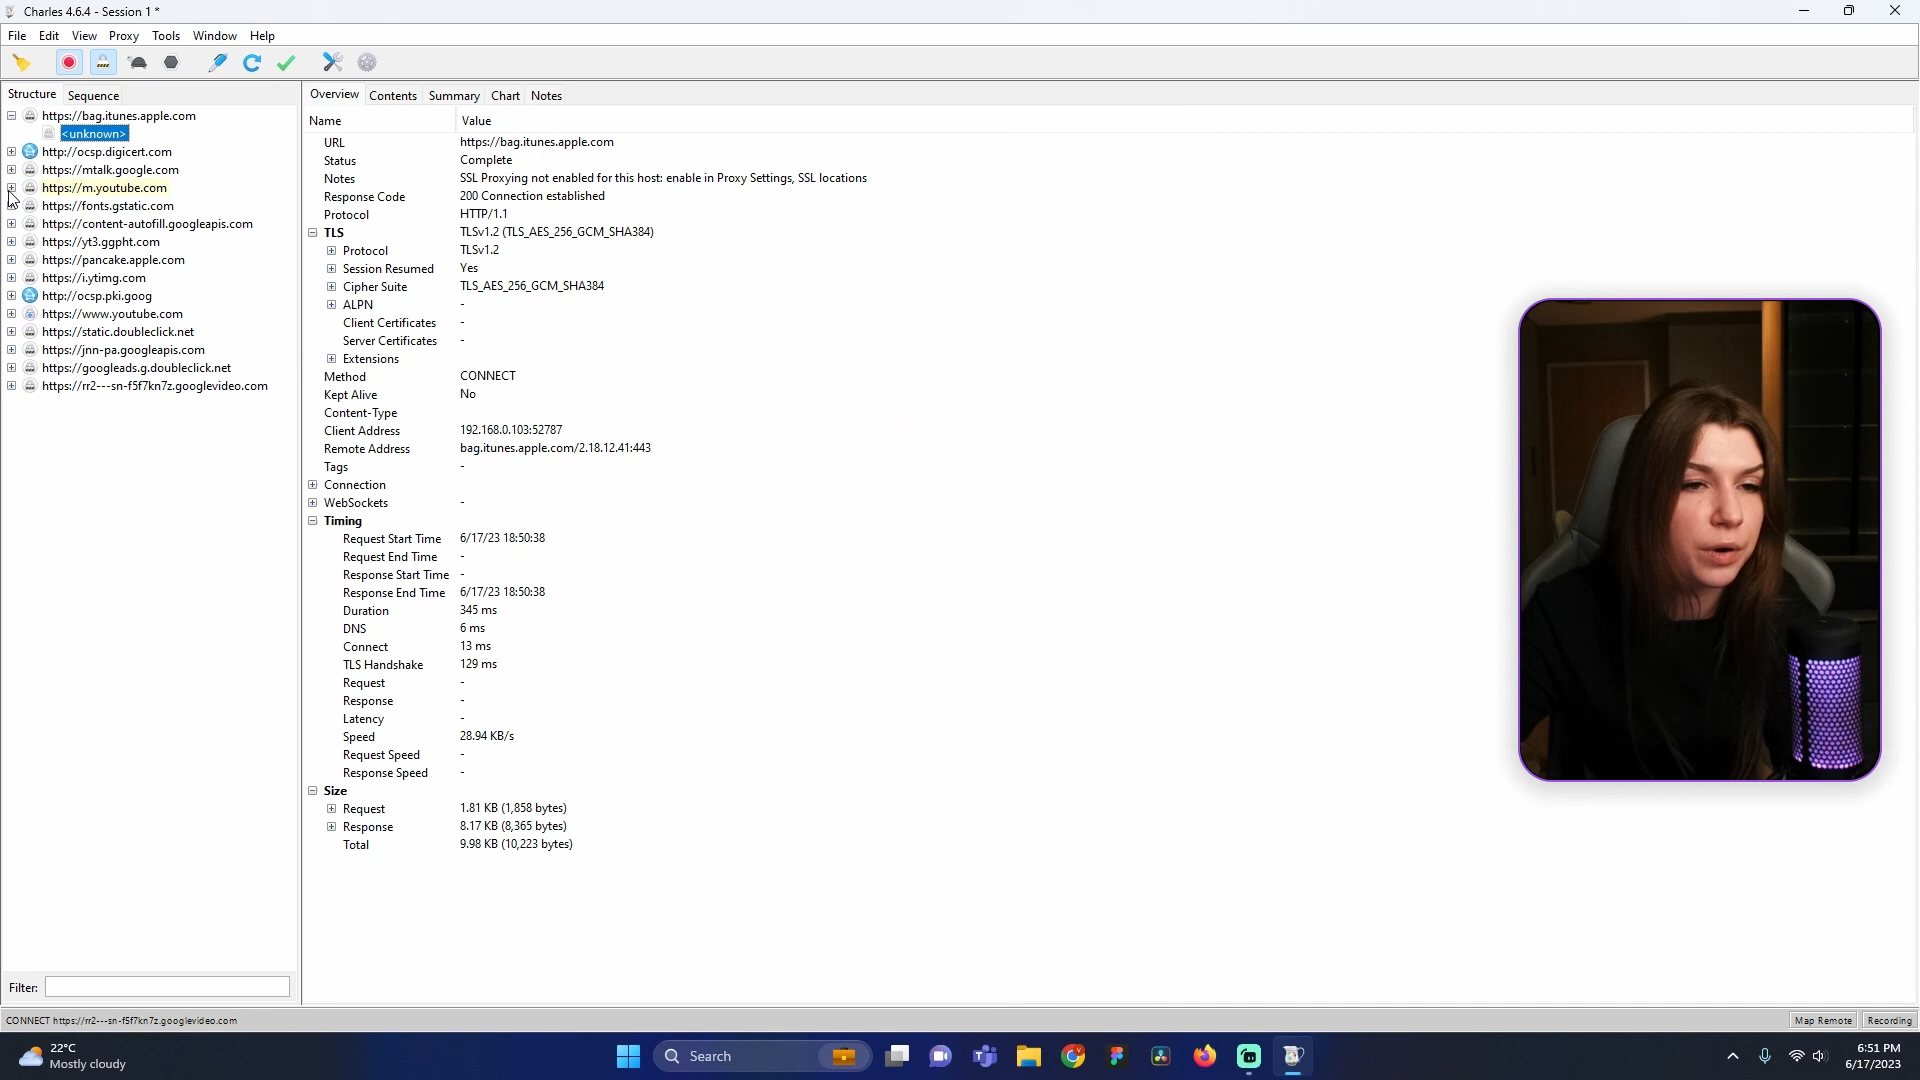 Charles 4.6.4 - Session 1 *
File Edit View Proxy Tools Window Help
Structure Sequence
https://bag.itunes.apple.com
<unknown>
http://ocsp.digicert.com
https://mtalk.google.com
https://m.youtube.com
https://fonts.gstatic.com
https://content-autofill.googleapis.com
https://yt3.ggpht.com
https://pancake.apple.com
https://i.ytimg.com
http://ocsp.pki.goog
https://www.youtube.com
https://static.doubleclick.net
https://jnn-pa.googleapis.com
https://googleads.g.doubleclick.net
https://rr2---sn-f5f7kn7z.googlevideo.com
Filter:
Overview Contents Summary Chart Notes
Name Value
URL https://bag.itunes.apple.com
Status Complete
Notes SSL Proxying not enabled for this host: enable in Proxy Settings, SSL locations
Response Code 200 Connection established
Protocol HTTP/1.1
TLS TLSv1.2 (TLS_AES_256_GCM_SHA384)
Protocol TLSv1.2
Session Resumed Yes
Cipher Suite TLS_AES_256_GCM_SHA384
ALPN -
Client Certificates -
Server Certificates -
Extensions
Method CONNECT
Kept Alive No
Content-Type
Client Address 192.168.0.103:52787
Remote Address bag.itunes.apple.com/2.18.12.41:443
Tags -
Connection
WebSockets -
Timing
Request Start Time 6/17/23 18:50:38
Request End Time -
Response Start Time -
Response End Time 6/17/23 18:50:38
Duration 345 ms
DNS 6 ms
Connect 13 ms
TLS Handshake 129 ms
Request -
Response -
Latency -
Speed 28.94 KB/s
Request Speed -
Response Speed -
Size
Request 1.81 KB (1,858 bytes)
Response 8.17 KB (8,365 bytes)
Total 9.98 KB (10,223 bytes)
CONNECT https://rr2---sn-f5f7kn7z.googlevideo.com
Map Remote Recording
22°C
Mostly cloudy
Search
6:51 PM
6/17/2023